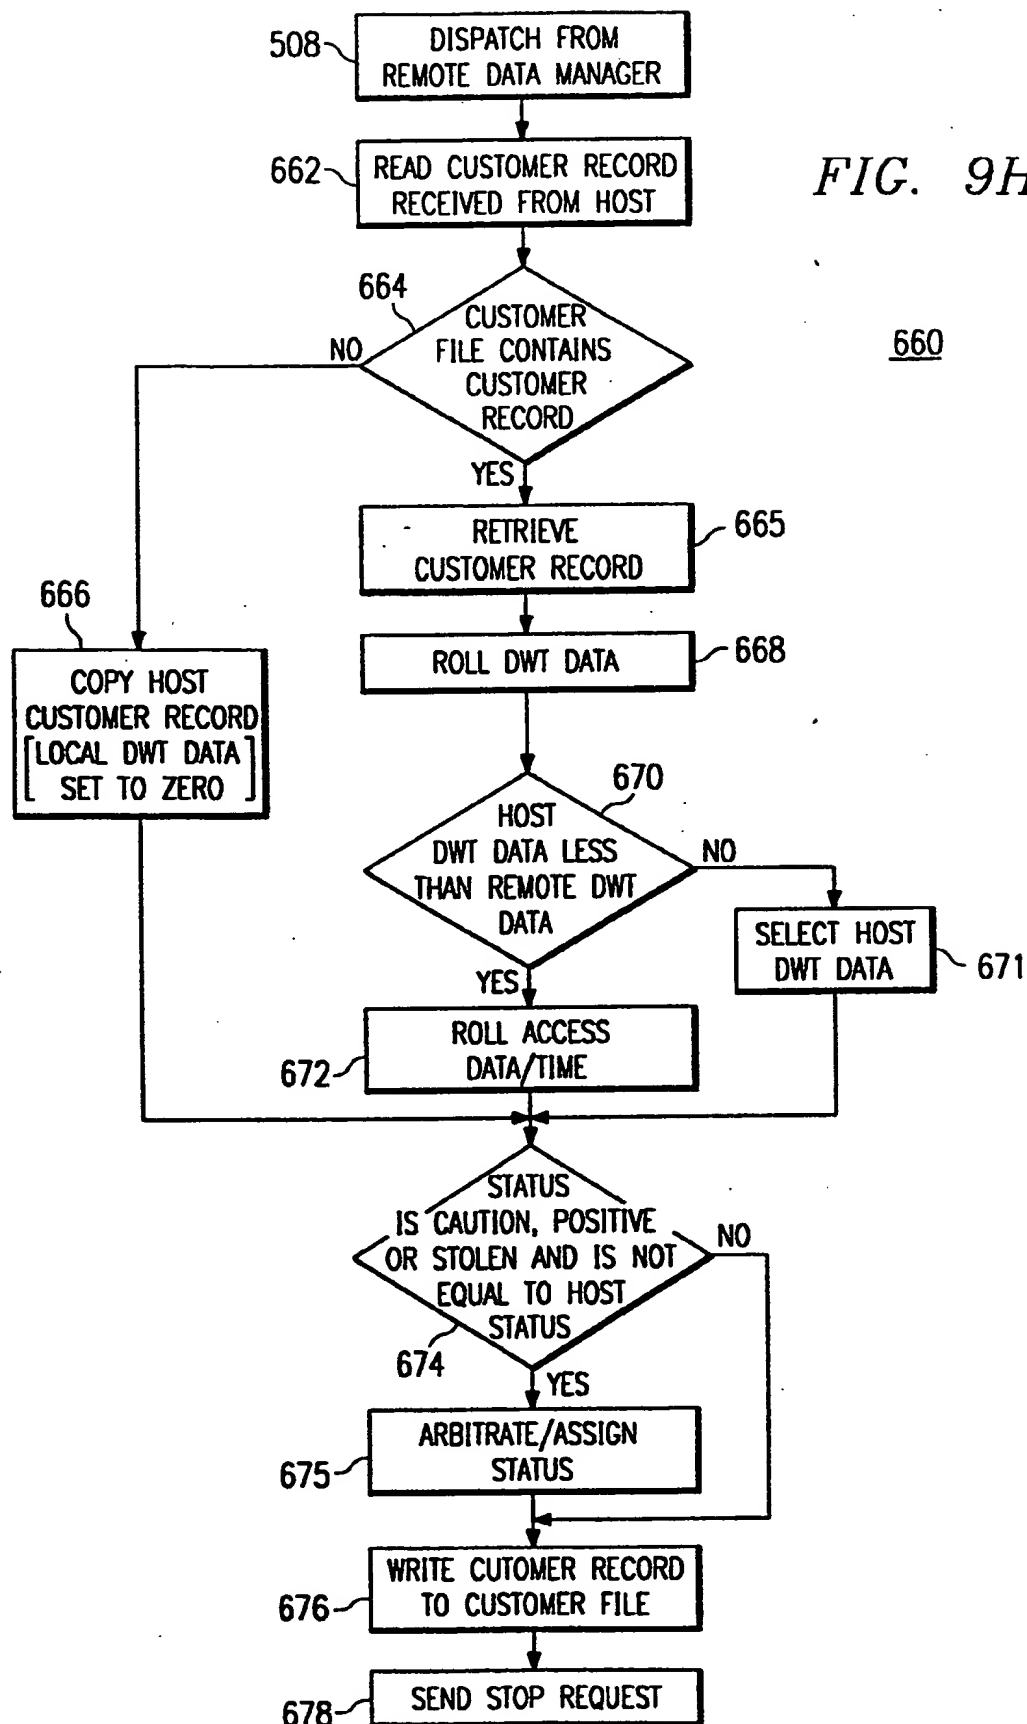 508
DISPATCH FROM
REMOTE DATA MANAGER
662
READ CUSTOMER RECORD
RECEIVED FROM HOST
FIG. 9H
660
664
CUSTOMER
FILE CONTAINS
CUSTOMER
RECORD
NO
YES
RETRIEVE
CUSTOMER RECORD
665
666
COPY HOST
CUSTOMER RECORD
[LOCAL DWT DATA
SET TO ZERO]
ROLL DWT DATA
668
670
HOST
DWT DATA LESS
THAN REMOTE DWT
DATA
NO
YES
SELECT HOST
DWT DATA
671
672
ROLL ACCESS
DATA/TIME
STATUS
IS CAUTION, POSITIVE
OR STOLEN AND IS NOT
EQUAL TO HOST
STATUS
NO
674
YES
675
ARBITRATE/ASSIGN
STATUS
676
WRITE CUTOMER RECORD
TO CUSTOMER FILE
678
SEND STOP REQUEST